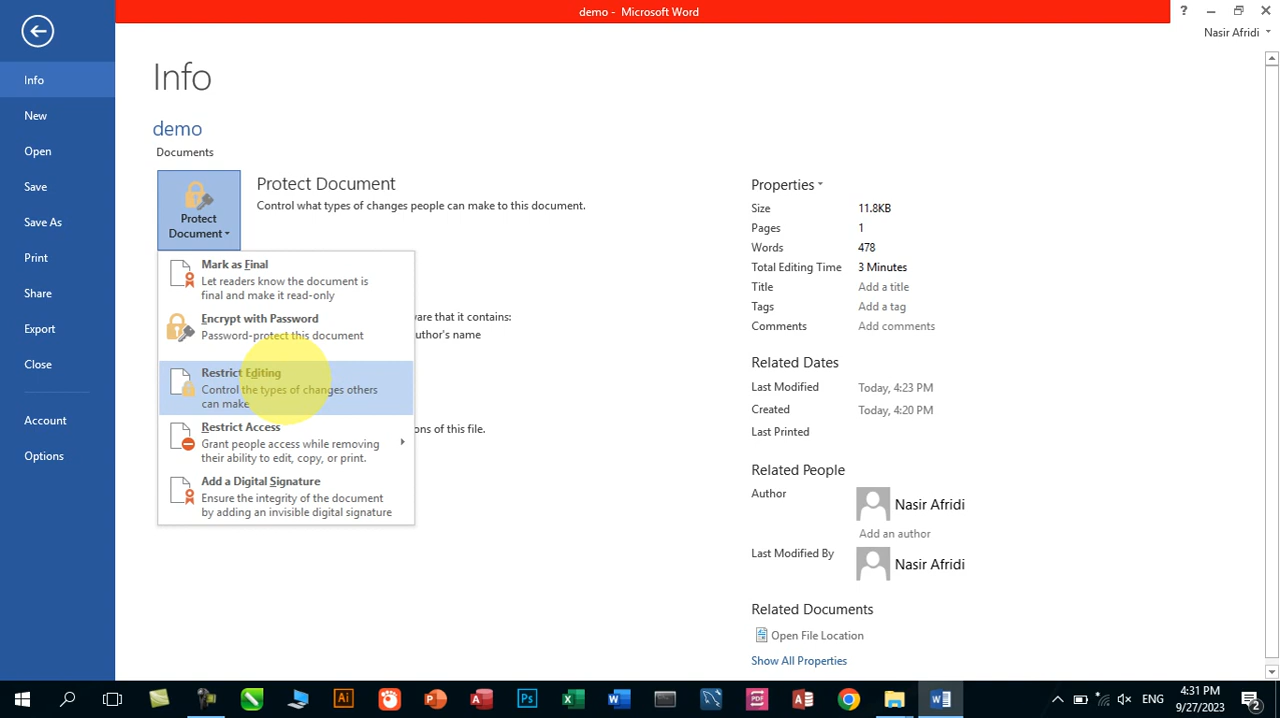 demo - Microsoft Word
?
Nasir Afridi
Info
New
Open
Save
Save As
Print
Share
Export
Close
Account
Options
Info
demo
Documents
Protect Document
Protect Document
Control what types of changes people can make to this document.
Mark as Final
Let readers know the document is
final and make it read-only
Encrypt with Password
Password-protect this document
Restrict Editing
Control the types of changes others
can make
Restrict Access
Grant people access while removing
their ability to edit, copy, or print.
Add a Digital Signature
Ensure the integrity of the document
by adding an invisible digital signature
that it contains:
author's name
of this file.
Properties
Size 11.8KB
Pages 1
Words 478
Total Editing Time 3 Minutes
Title Add a title
Tags Add a tag
Comments Add comments
Related Dates
Last Modified Today, 4:23 PM
Created Today, 4:20 PM
Last Printed
Related People
Author Nasir Afridi
Add an author
Last Modified By Nasir Afridi
Related Documents
Open File Location
Show All Properties
Ai
Ps
PDF
ENG
4:31 PM
9/27/2023
2